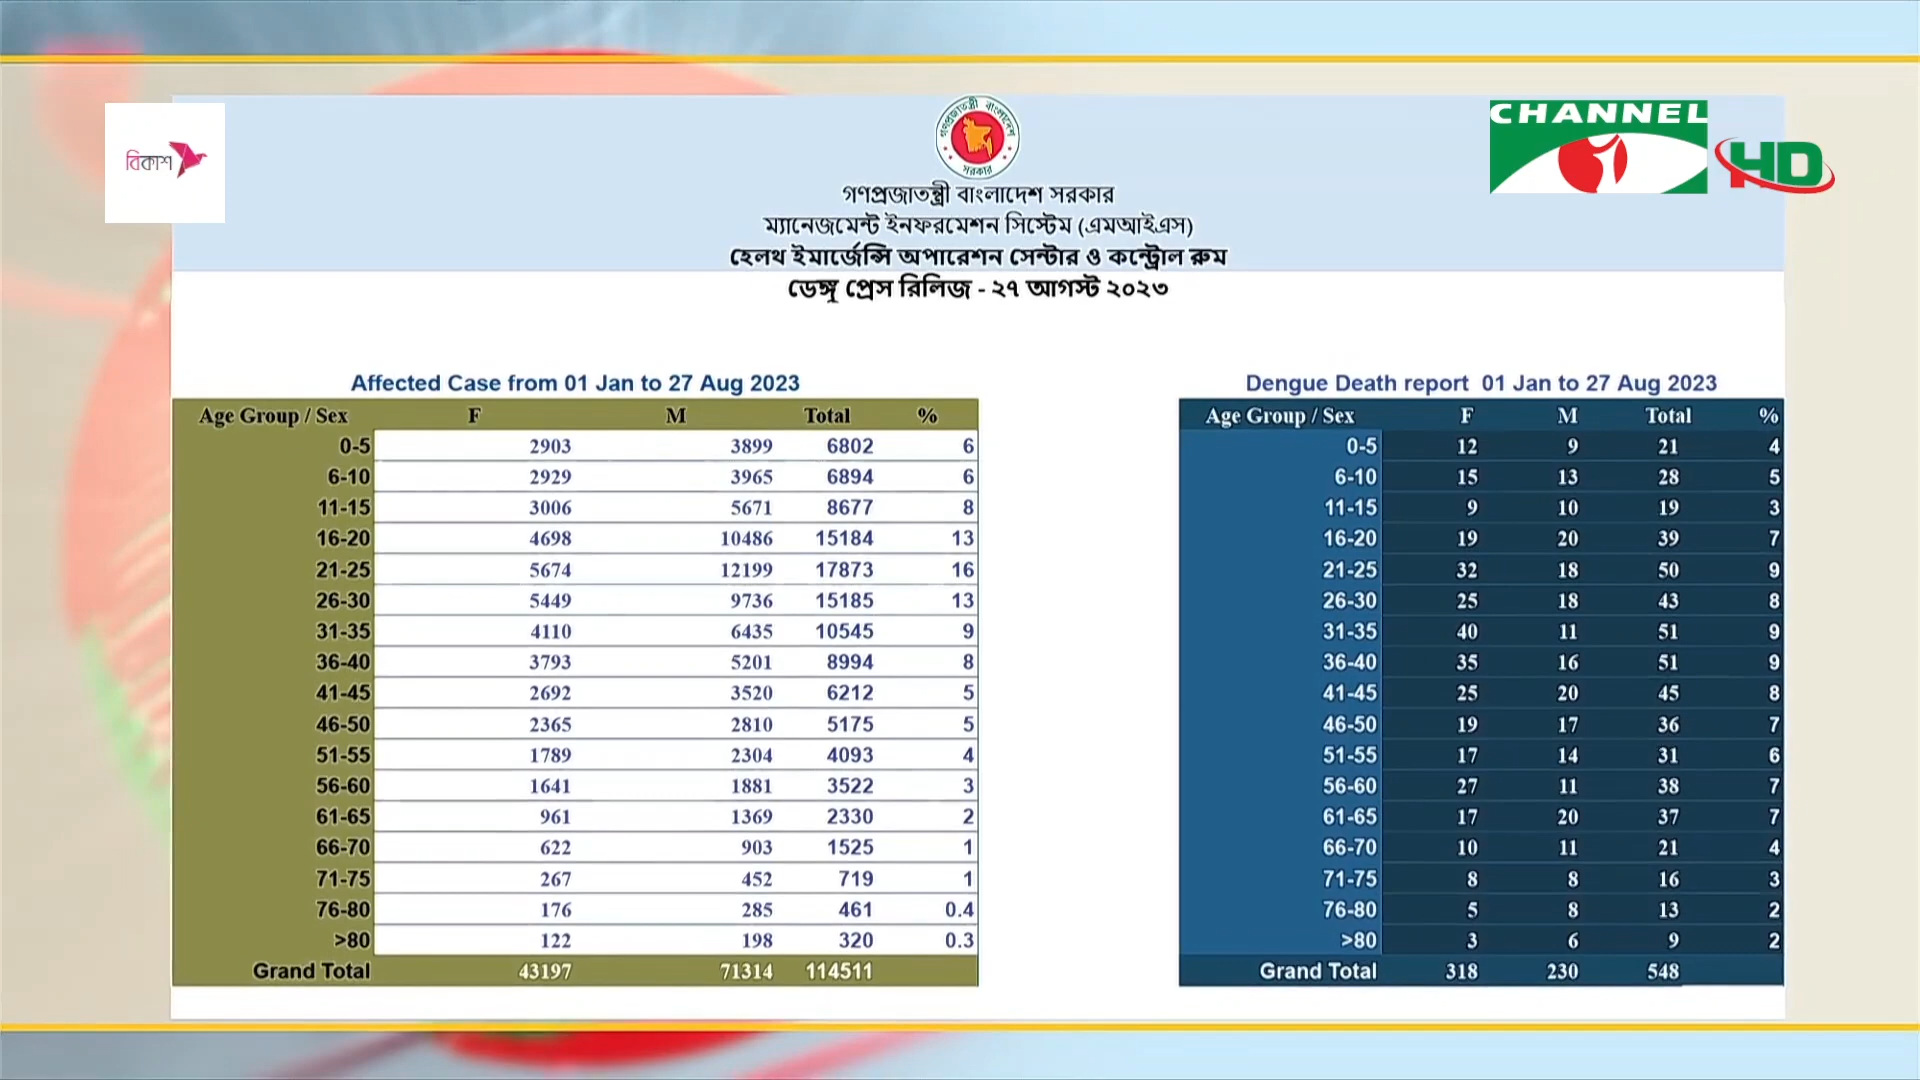 বিকাশ
CHANNEL
HD
গণপ্রজাতন্ত্রী বাংলাদেশ
সরকার
গণপ্রজাতন্ত্রী বাংলাদেশ সরকার
ম্যানেজমেন্ট ইনফরমেশন সিস্টেম (এমআইএস)
হেলথ ইমার্জেন্সি অপারেশন সেন্টার ও কন্ট্রোল রুম
ডেঙ্গু প্রেস রিলিজ - ২৭ আগস্ট ২০২৩
Affected Case from 01 Jan to 27 Aug 2023
Age Group / Sex F M Total %
0-5 2903 3899 6802 6
6-10 2929 3965 6894 6
11-15 3006 5671 8677 8
16-20 4698 10486 15184 13
21-25 5674 12199 17873 16
26-30 5449 9736 15185 13
31-35 4110 6435 10545 9
36-40 3793 5201 8994 8
41-45 2692 3520 6212 5
46-50 2365 2810 5175 5
51-55 1789 2304 4093 4
56-60 1641 1881 3522 3
61-65 961 1369 2330 2
66-70 622 903 1525 1
71-75 267 452 719 1
76-80 176 285 461 0.4
>80 122 198 320 0.3
Grand Total 43197 71314 114511
Dengue Death report 01 Jan to 27 Aug 2023
Age Group / Sex F M Total %
0-5 12 9 21 4
6-10 15 13 28 5
11-15 9 10 19 3
16-20 19 20 39 7
21-25 32 18 50 9
26-30 25 18 43 8
31-35 40 11 51 9
36-40 35 16 51 9
41-45 25 20 45 8
46-50 19 17 36 7
51-55 17 14 31 6
56-60 27 11 38 7
61-65 17 20 37 7
66-70 10 11 21 4
71-75 8 8 16 3
76-80 5 8 13 2
>80 3 6 9 2
Grand Total 318 230 548